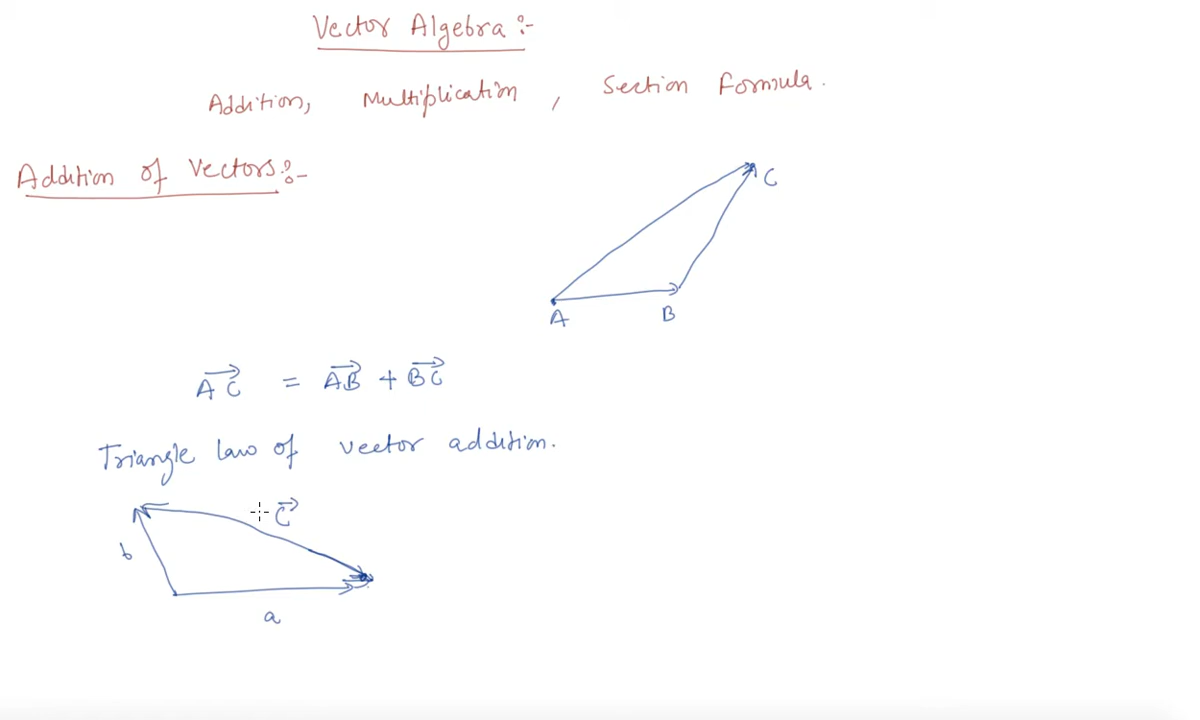 Vector Algebra :-
Addition, Multiplication, Section Formula.
Addition of Vectors :-
C
A B
→AC = →AB + →BC
Triangle law of vector addition.
→C
b
a